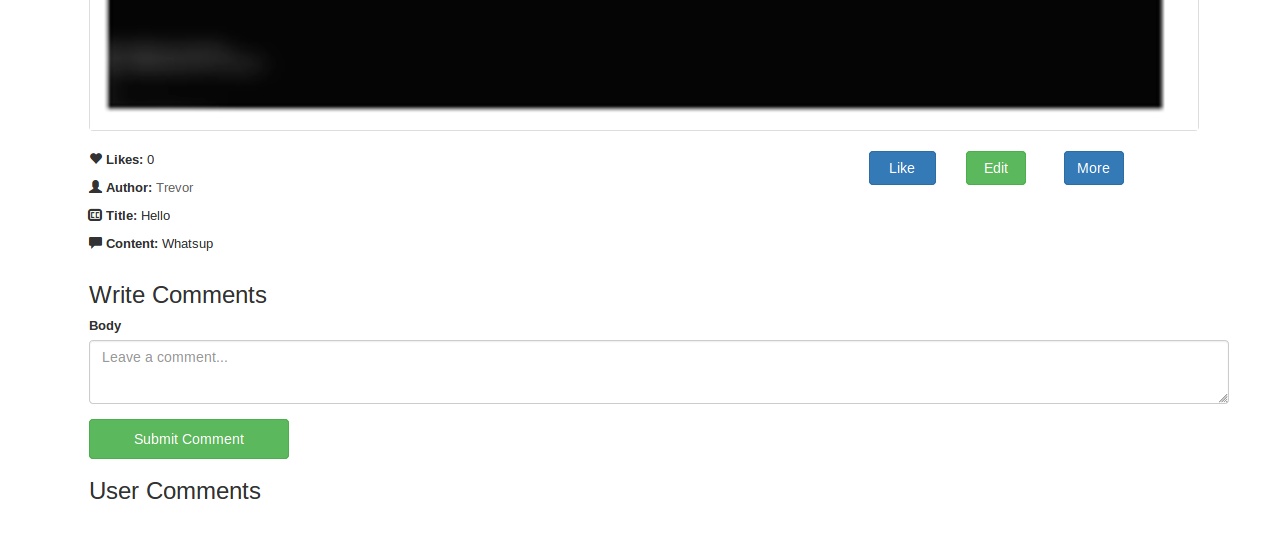 Likes: 0
Like
Edit
More
Author: Trevor
Title: Hello
Content: Whatsup
Write Comments
Body
Leave a comment...
Submit Comment
User Comments